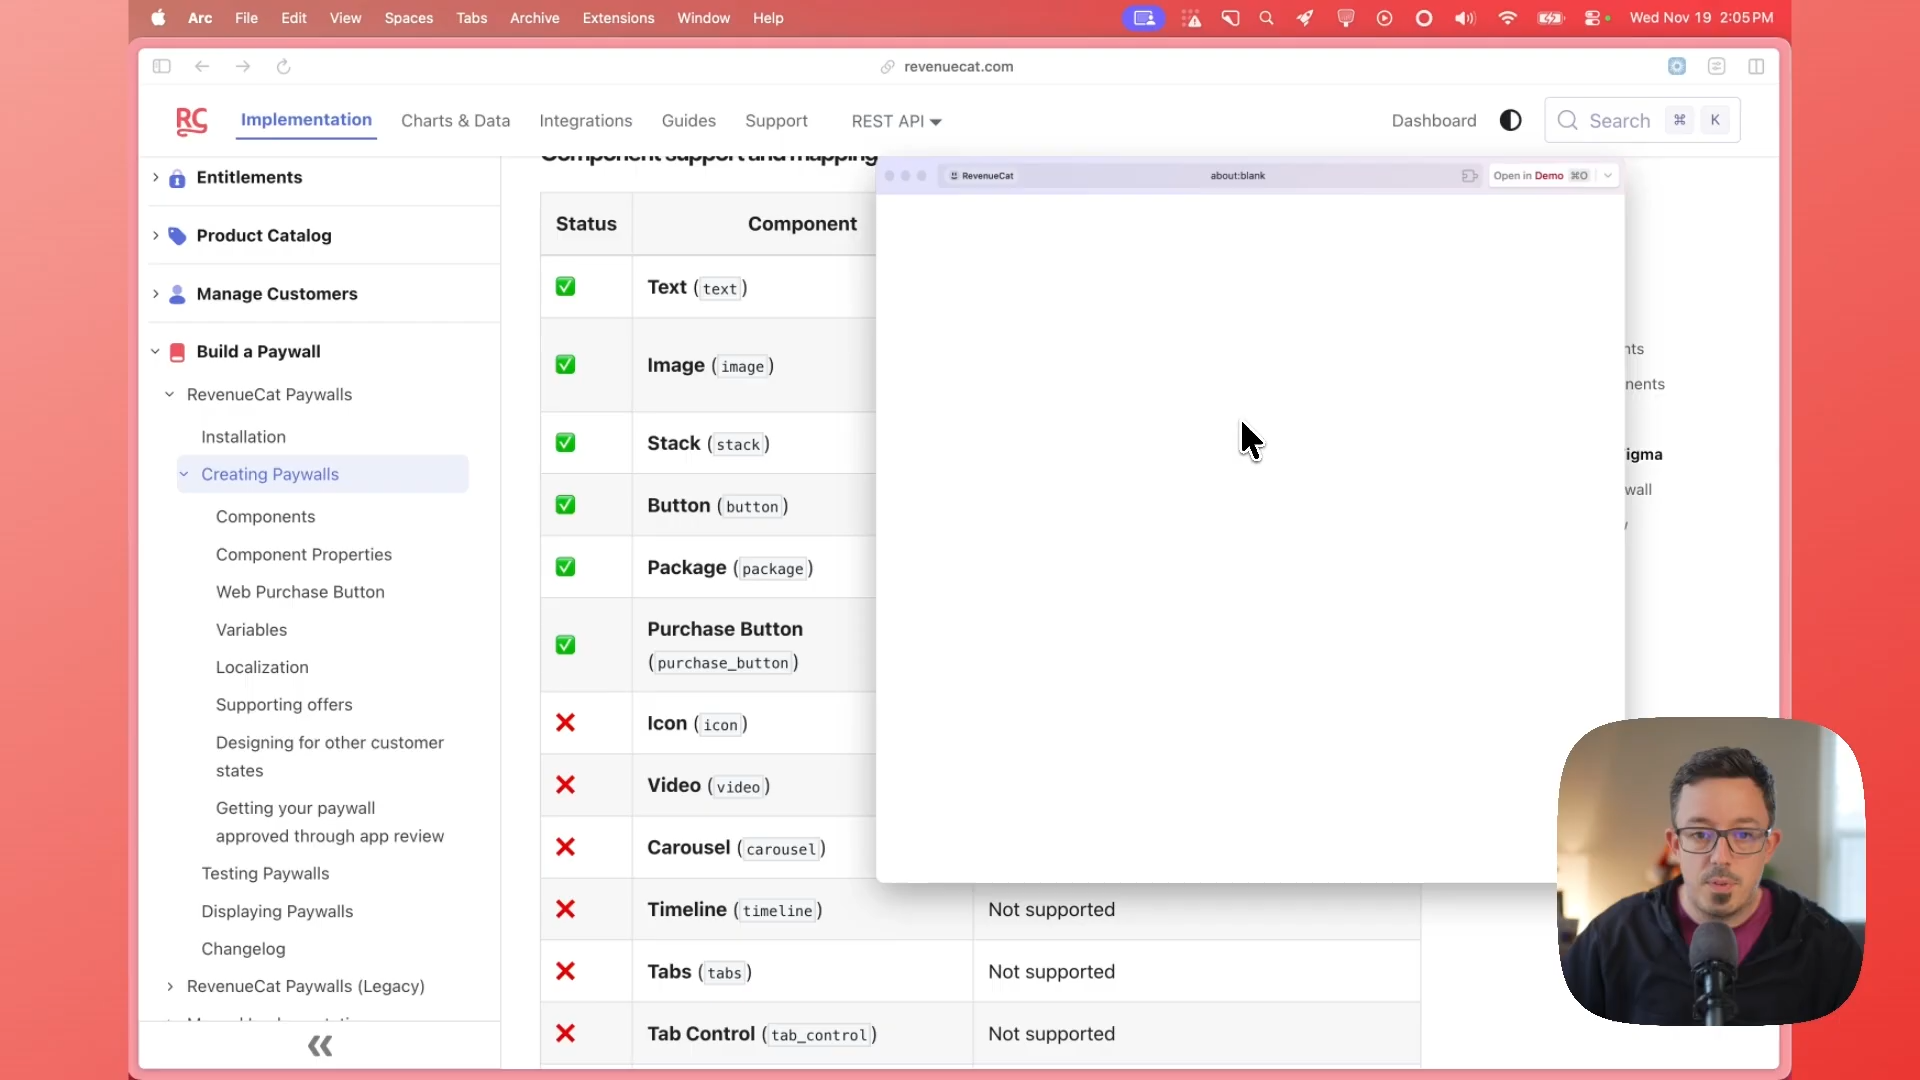 Arc File Edit View Spaces Tabs Archive Extensions Window Help Wed Nov 19 2:05 PM
revenuecat.com
RC Implementation Charts & Data Integrations Guides Support REST API Dashboard Search ⌘ K
Entitlements
Product Catalog
Manage Customers
Build a Paywall
RevenueCat Paywalls
Installation
Creating Paywalls
Components
Component Properties
Web Purchase Button
Variables
Localization
Supporting offers
Designing for other customer
states
Getting your paywall
approved through app review
Testing Paywalls
Displaying Paywalls
Changelog
RevenueCat Paywalls (Legacy)
Component support and mapping
Status Component
Text (text)
Image (image)
Stack (stack)
Button (button)
Package (package)
Purchase Button
(purchase_button)
Icon (icon)
Video (video)
Carousel (carousel)
Timeline (timeline) Not supported
Tabs (tabs) Not supported
Tab Control (tab_control) Not supported
RevenueCat about:blank Open in Demo ⌘O
nts
nents
igma
wall